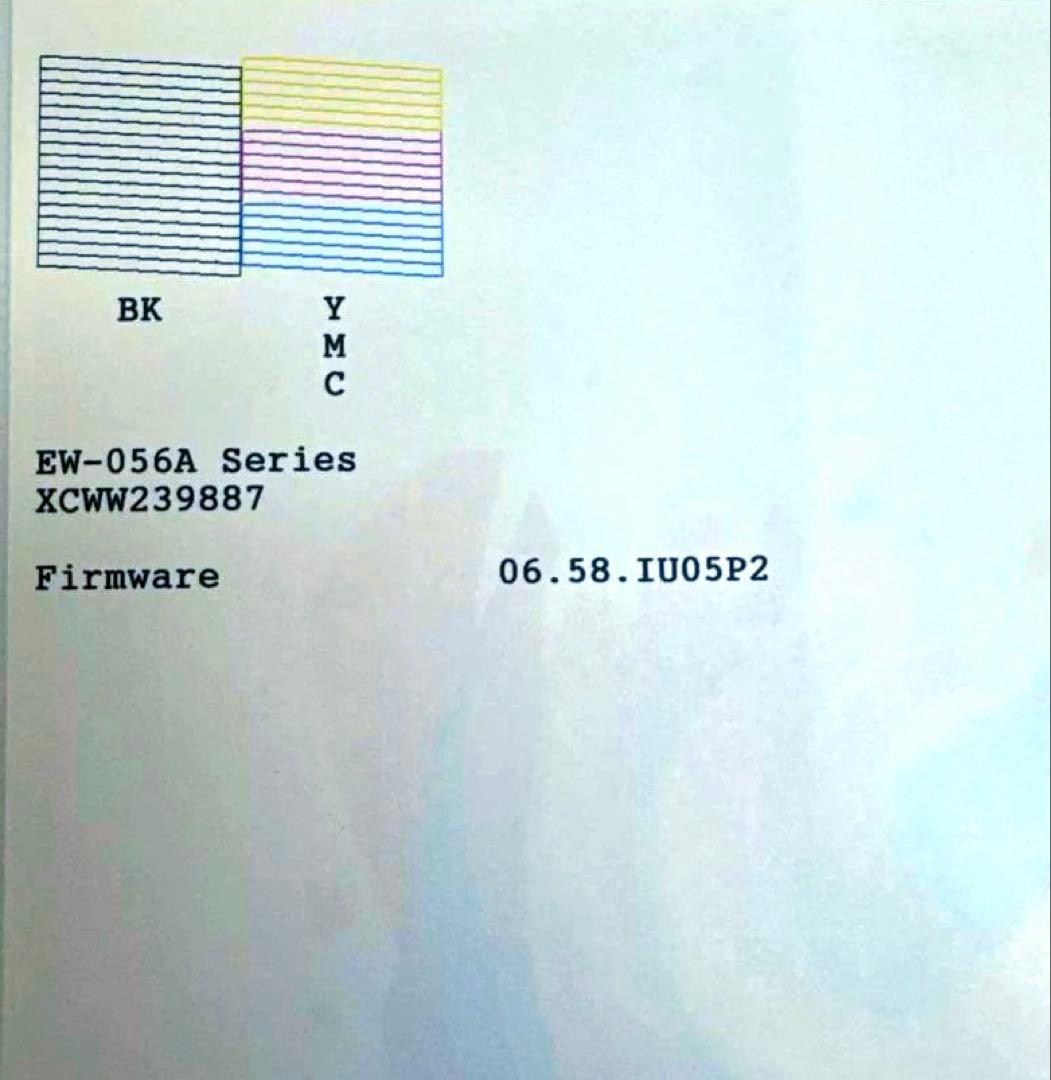 BK Y
M
C
EW-056A Series
XCWW239887
Firmware 06.58.IU05P2